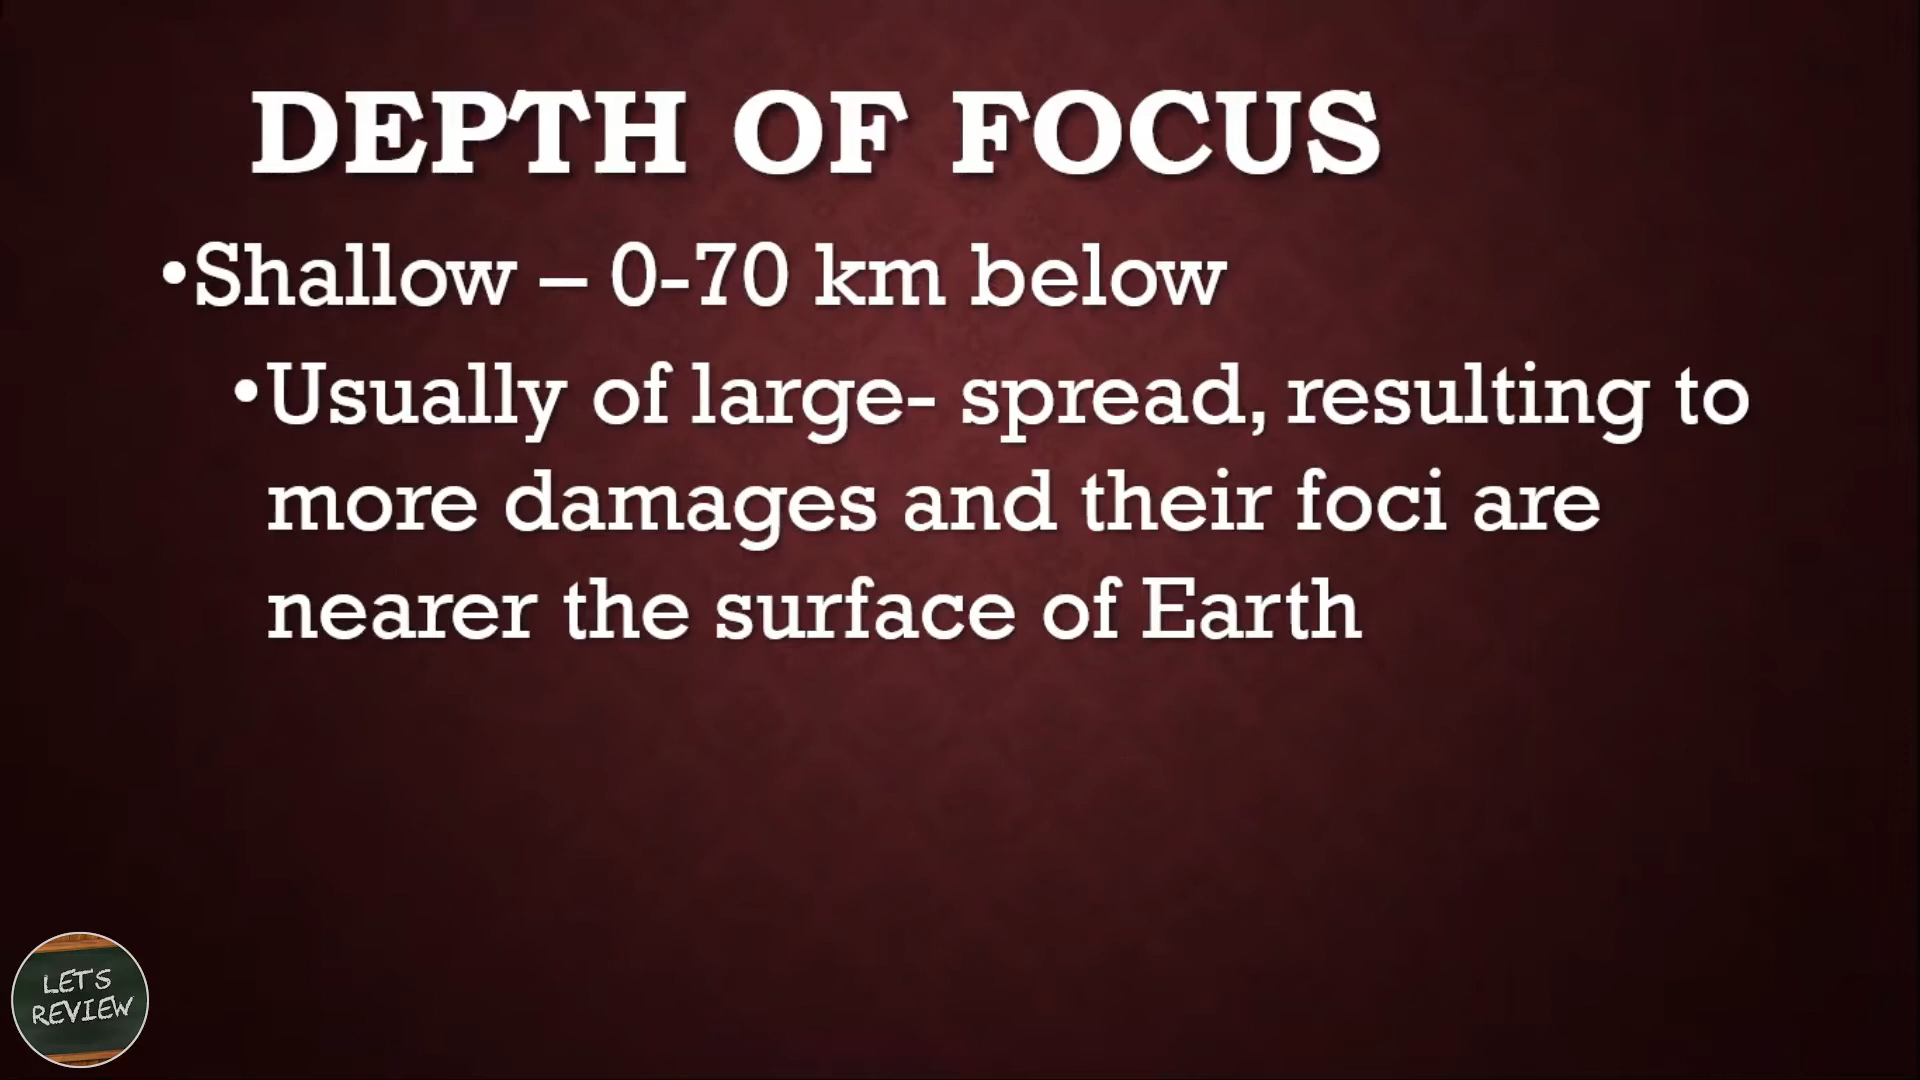 DEPTH OF FOCUS
•Shallow – 0-70 km below
•Usually of large- spread, resulting to
more damages and their foci are
nearer the surface of Earth
LET'S
REVIEW